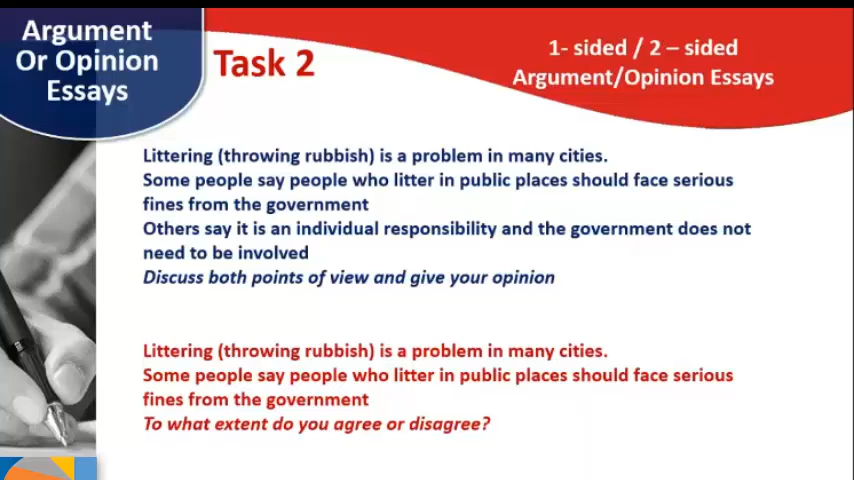 Argument
Or Opinion
Essays
Task 2
1- sided / 2 – sided
Argument/Opinion Essays
Littering (throwing rubbish) is a problem in many cities.
Some people say people who litter in public places should face serious
fines from the government
Others say it is an individual responsibility and the government does not
need to be involved
Discuss both points of view and give your opinion
Littering (throwing rubbish) is a problem in many cities.
Some people say people who litter in public places should face serious
fines from the government
To what extent do you agree or disagree?